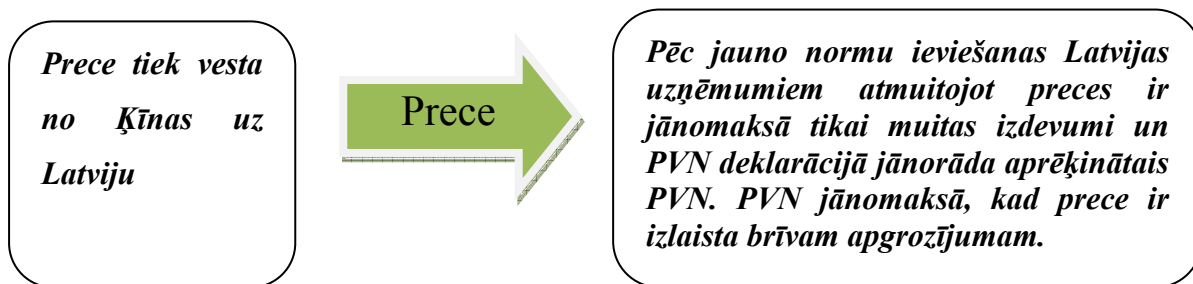 Prece tiek vesta
no Ķīnas uz
Latviju
Prece
Pēc jauno normu ieviešanas Latvijas
uzņēmumiem atmuitojot preces ir
jānomaksā tikai muitas izdevumi un
PVN deklarācijā jānorāda aprēķinātais
PVN. PVN jānomaksā, kad prece ir
izlaista brīvam apgrozījumam.